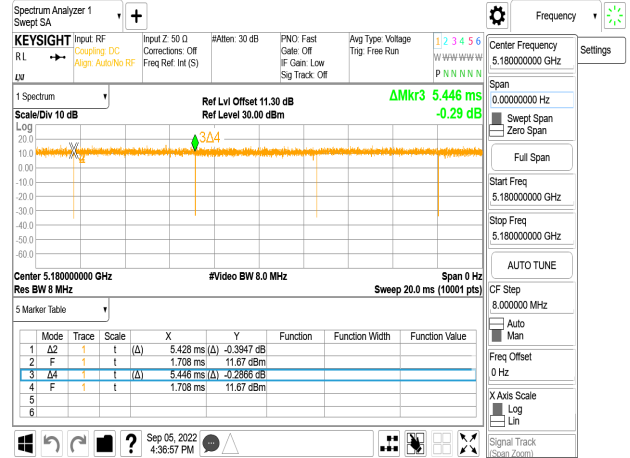 Spectrum Analyzer 1
Swept SA
Frequency
KEYSIGHT
Input: RF
Input Z: 50 Ω
#Atten: 30 dB
PNO: Fast
Avg Type: Voltage
1 2 3 4 5 6
R L
Coupling: DC
Corrections: Off
Gate: Off
Trig: Free Run
W W W W W W
Align: Auto/No RF
Freq Ref: Int (S)
IF Gain: Low
P N N N N N
Sig Track: Off
Center Frequency
5.180000000 GHz
Settings
1 Spectrum
Ref Lvl Offset 11.30 dB
ΔMkr3 5.446 ms
Scale/Div 10 dB
Ref Level 30.00 dBm
-0.29 dB
Log
20.0
10.0
0.00
-10.0
-20.0
-30.0
-40.0
-50.0
-60.0
3Δ4
Center 5.180000000 GHz
#Video BW 8.0 MHz
Span 0 Hz
Res BW 8 MHz
Sweep 20.0 ms (10001 pts)
Span
0.00000000 Hz
Swept Span
Zero Span
Full Span
Start Freq
5.180000000 GHz
Stop Freq
5.180000000 GHz
AUTO TUNE
CF Step
8.000000 MHz
Auto
Man
Freq Offset
0 Hz
X Axis Scale
Log
Lin
Signal Track
(Span Zoom)
5 Marker Table
Mode Trace Scale X Y Function Function Width Function Value
1 Δ2 1 t (Δ) 5.428 ms (Δ) -0.3947 dB
2 F 1 t 1.708 ms 11.67 dBm
3 Δ4 1 t (Δ) 5.446 ms (Δ) -0.2866 dB
4 F 1 t 1.708 ms 11.67 dBm
5
6
Sep 05, 2022
4:36:57 PM